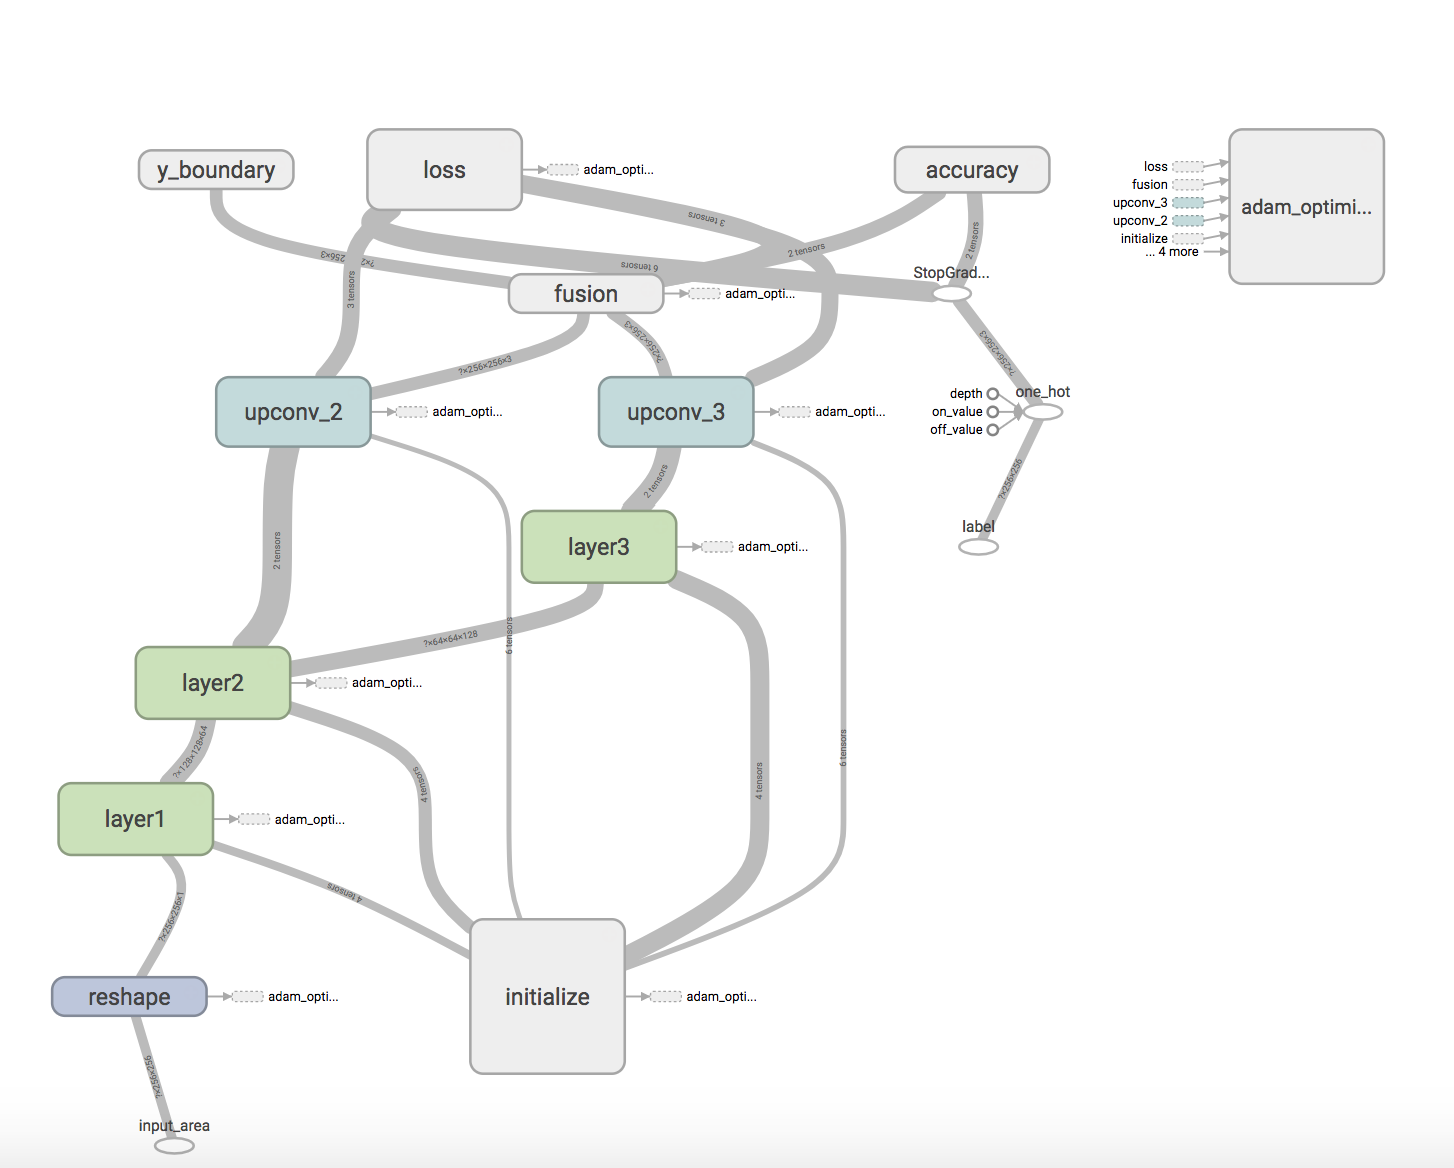 y_boundary
loss
adam_opti...
accuracy
loss
fusion
upconv_3
upconv_2
initialize
... 4 more
adam_optimi...
3 tensors
2 tensors
2 tensors
?×256×256×3
6 tensors
StopGrad...
3 tensors
fusion
adam_opti...
?×256×256×3
?×256×256×3
?×256×256×3
upconv_2
adam_opti...
upconv_3
adam_opti...
depth
on_value
off_value
one_hot
2 tensors
?×256×256
2 tensors
label
layer3
adam_opti...
?×64×64×128
6 tensors
layer2
adam_opti...
?×128×128×64
4 tensors
4 tensors
6 tensors
layer1
adam_opti...
4 tensors
?×256×256×1
reshape
adam_opti...
initialize
adam_opti...
?×256×256
input_area